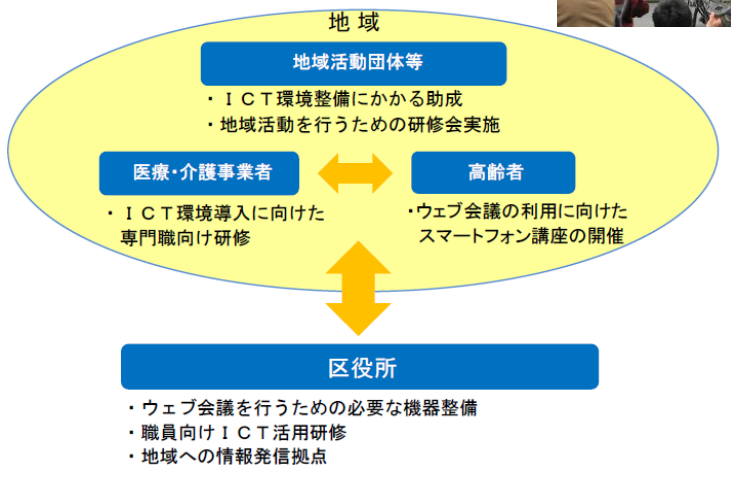 地域
地域活動団体等
・ＩＣＴ環境整備にかかる助成
・地域活動を行うための研修会実施
医療・介護事業者
・ＩＣＴ環境導入に向けた
専門職向け研修
高齢者
・ウェブ会議の利用に向けた
スマートフォン講座の開催
区役所
・ウェブ会議を行うための必要な機器整備
・職員向けＩＣＴ活用研修
・地域への情報発信拠点